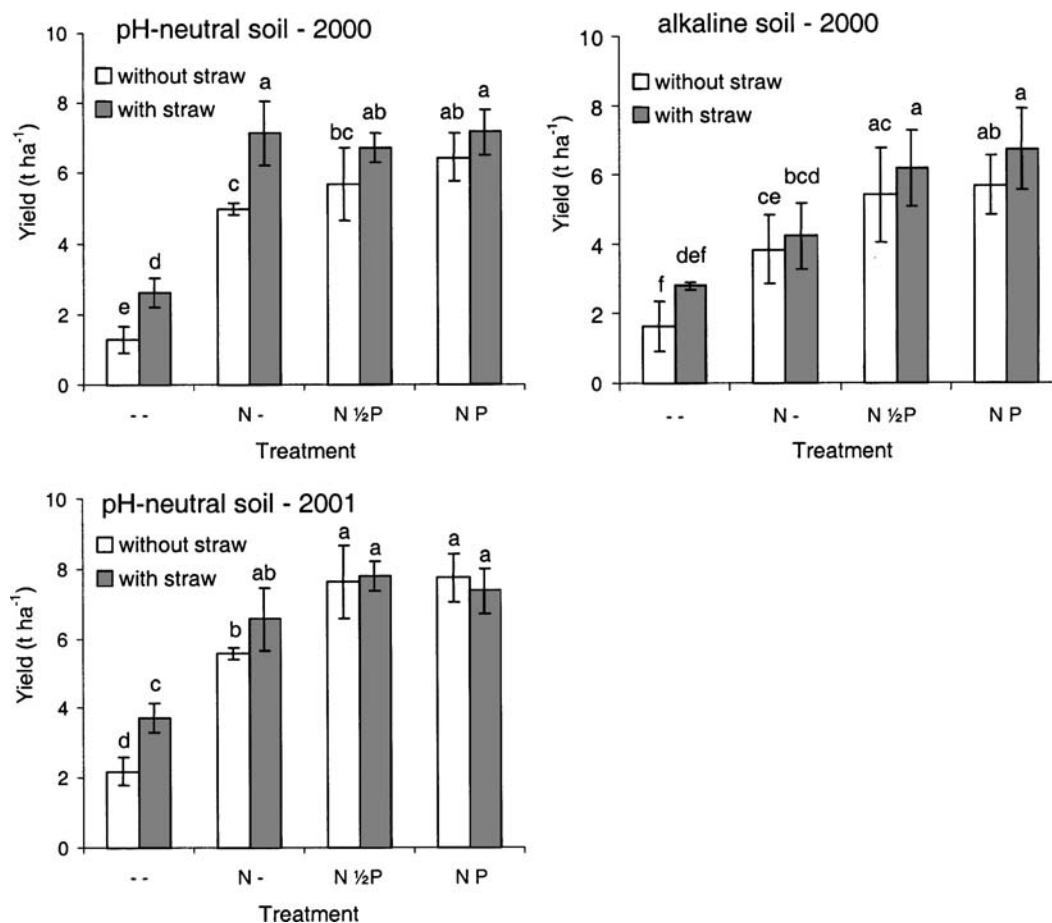 pH-neutral soil - 2000
without straw
with straw
Yield (t ha⁻¹)
10
8
6
4
2
0
e
d
c
a
bc
ab
ab
a
- -
N -
N ½P
N P
Treatment
alkaline soil - 2000
without straw
with straw
Yield (t ha⁻¹)
10
8
6
4
2
0
f
def
ce
bcd
ac
a
ab
a
- -
N -
N ½P
N P
Treatment
pH-neutral soil - 2001
without straw
with straw
Yield (t ha⁻¹)
10
8
6
4
2
0
d
c
b
ab
a
a
a
a
- -
N -
N ½P
N P
Treatment